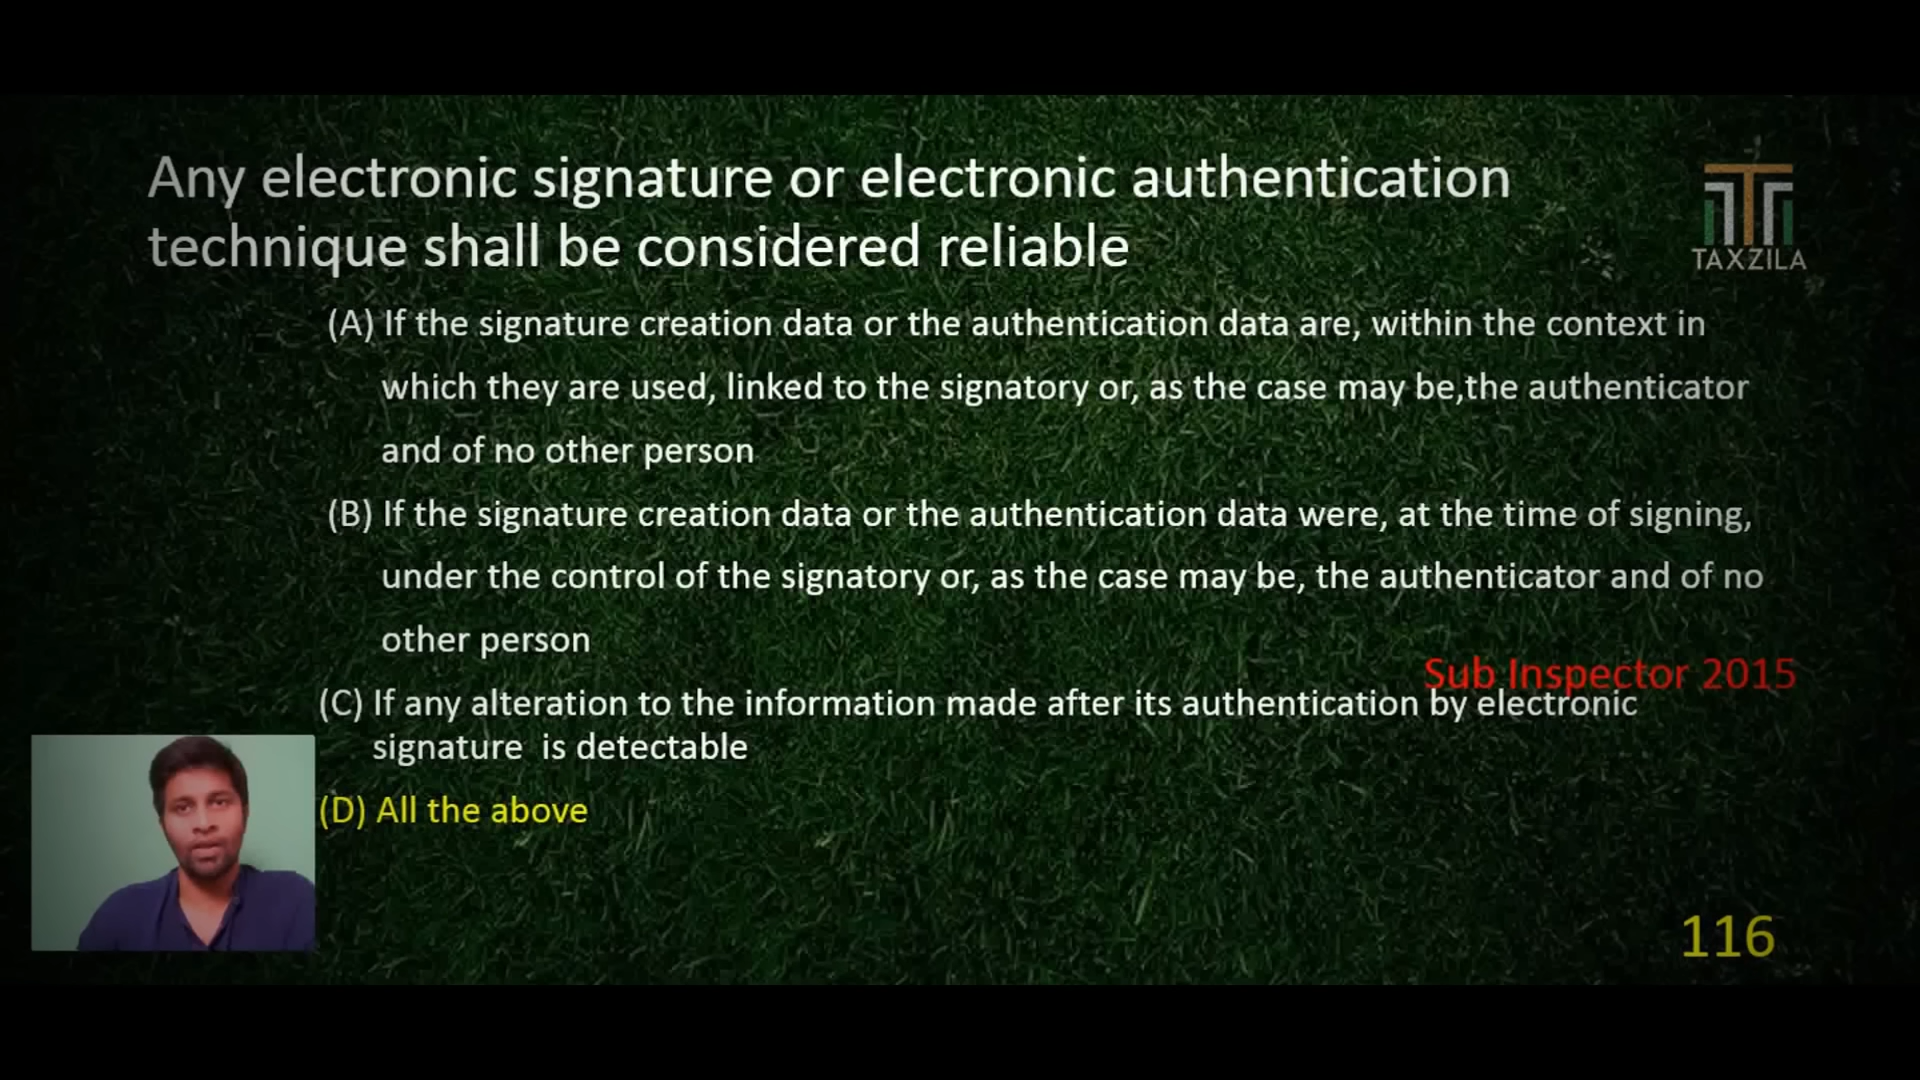 Any electronic signature or electronic authentication
technique shall be considered reliable
TAXZILA
(A) If the signature creation data or the authentication data are, within the context in
which they are used, linked to the signatory or, as the case may be,the authenticator
and of no other person
(B) If the signature creation data or the authentication data were, at the time of signing,
under the control of the signatory or, as the case may be, the authenticator and of no
other person
Sub Inspector 2015
(C) If any alteration to the information made after its authentication by electronic
signature is detectable
(D) All the above
116